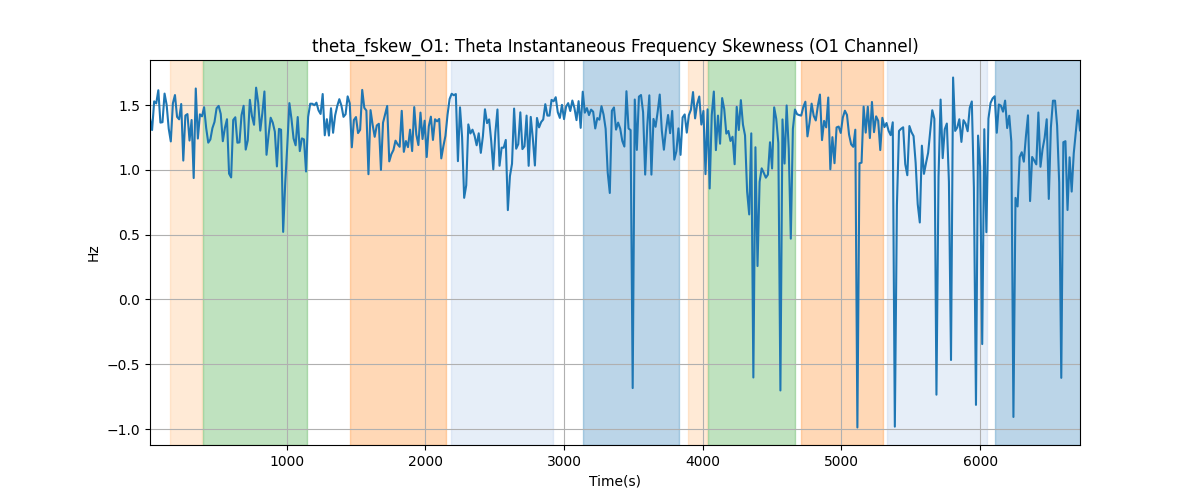 theta_fskew_O1: Theta Instantaneous Frequency Skewness (O1 Channel)
Hz
1.5
1.0
0.5
0.0
−0.5
−1.0
1000 2000 3000 4000 5000 6000
Time(s)